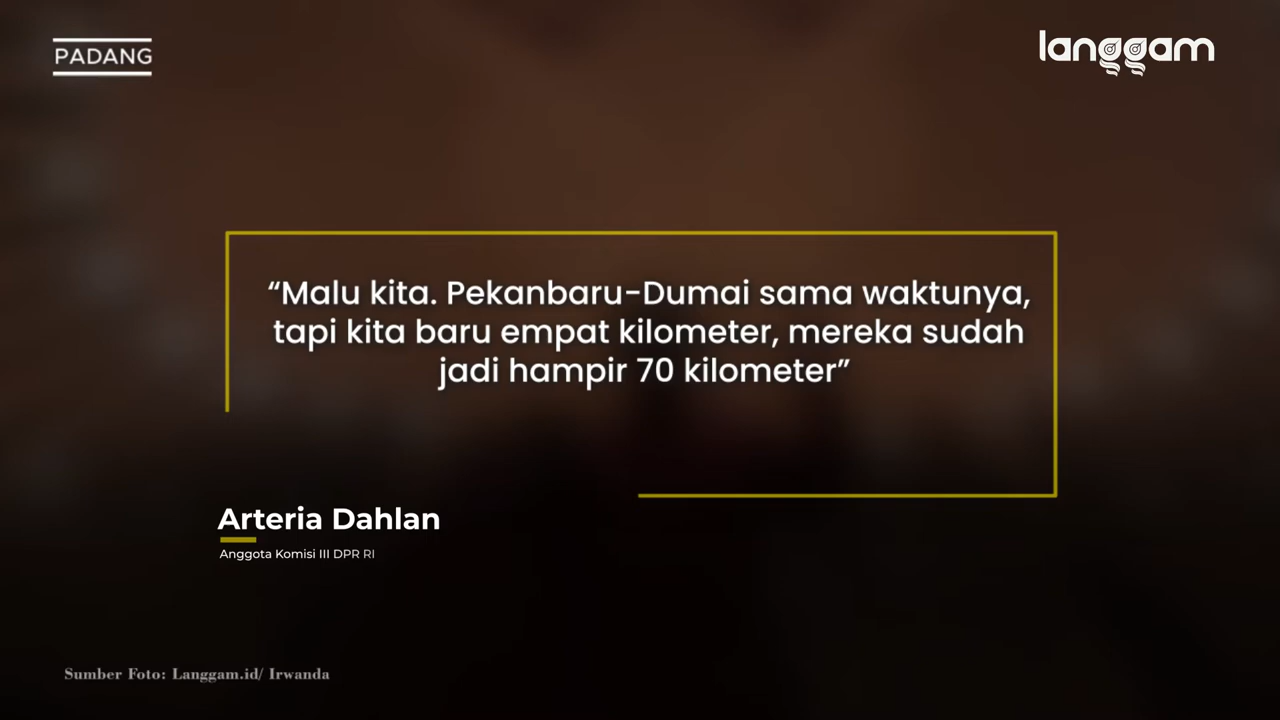 PADANG
langgam
“Malu kita. Pekanbaru-Dumai sama waktunya,
tapi kita baru empat kilometer, mereka sudah
jadi hampir 70 kilometer”
Arteria Dahlan
Anggota Komisi III DPR RI
Sumber Foto: Langgam.id/ Irwanda